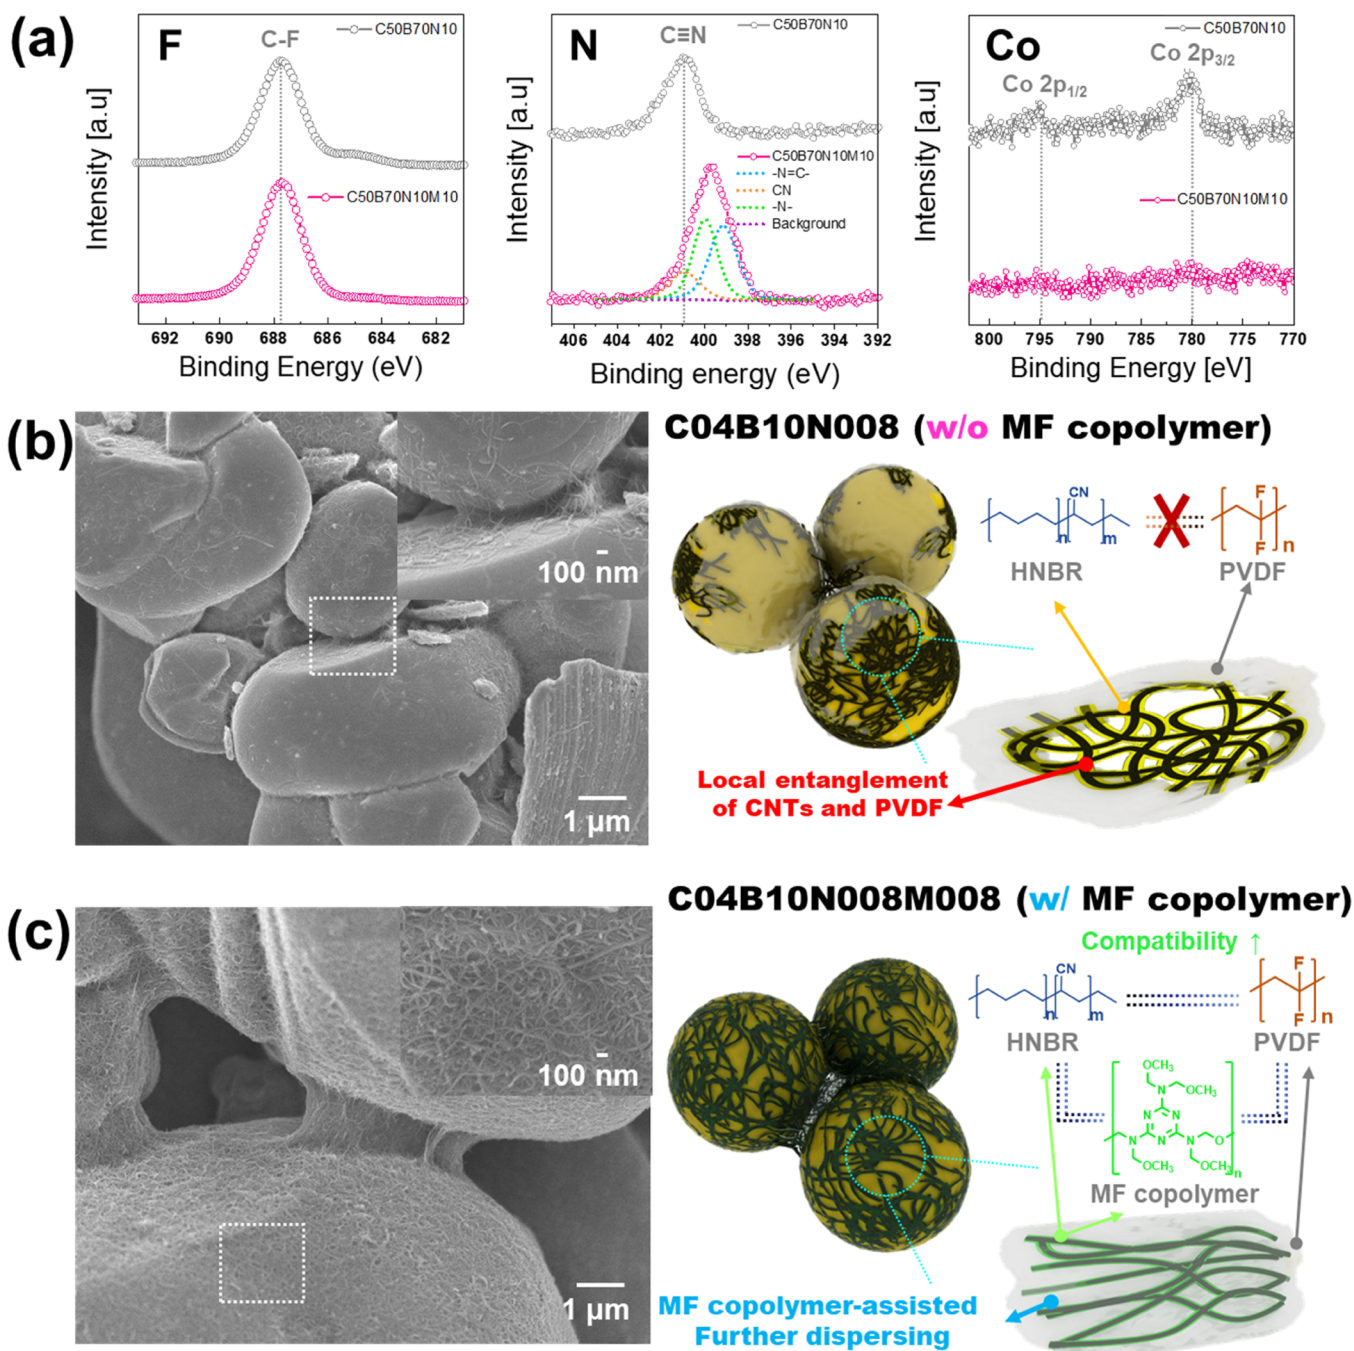 (a)
F
C-F
C50B70N10
C50B70N10M10
Intensity [a.u]
692 690 688 686 684 682
Binding Energy (eV)
N
C≡N
C50B70N10
C50B70N10M10
-N=C-
CN
-N-
Background
Intensity [a.u]
406 404 402 400 398 396 394 392
Binding energy (eV)
Co
C50B70N10
Co 2p3/2
Co 2p1/2
C50B70N10M10
Intensity [a.u]
800 795 790 785 780 775 770
Binding Energy [eV]
(b)
100 nm
1 µm
C04B10N008 (w/o MF copolymer)
CN
n
m
F
F
n
HNBR
PVDF
Local entanglement
of CNTs and PVDF
(c)
100 nm
1 µm
C04B10N008M008 (w/ MF copolymer)
Compatibility ↑
CN
n
m
F
F
n
HNBR
PVDF
OCH3
N
OCH3
N
N
N
N
N
O
OCH3
OCH3
n
MF copolymer
MF copolymer-assisted
Further dispersing